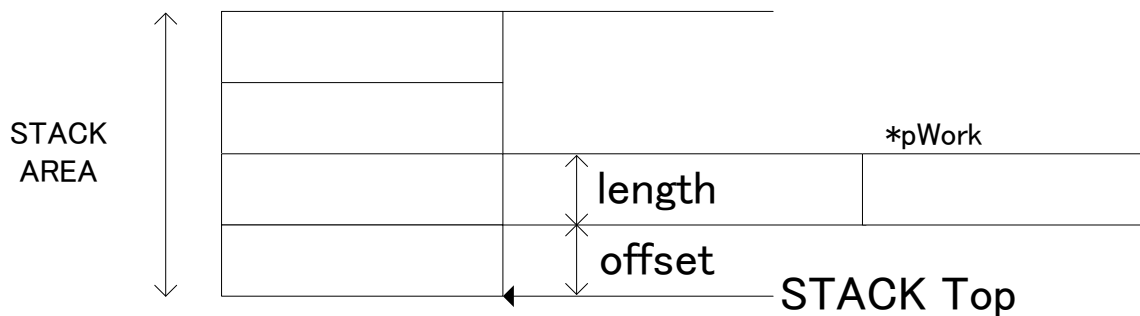 STACK
AREA
*pWork
length
offset
STACK Top